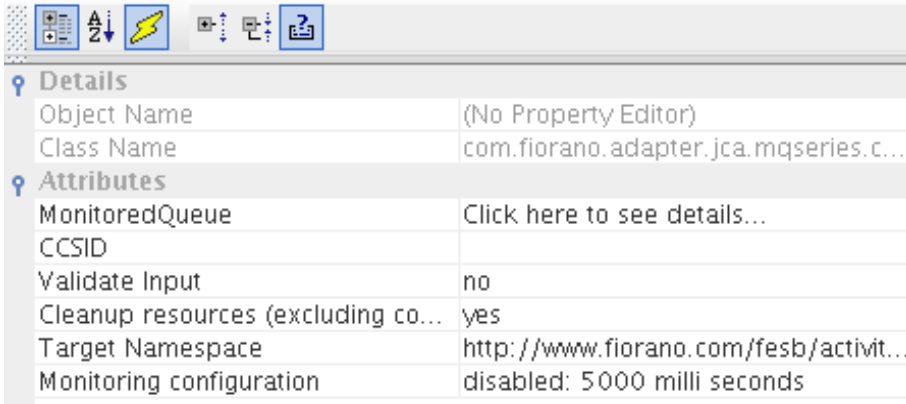 Details
Object Name (No Property Editor)
Class Name com.fiorano.adapter.jca.mqseries.c...
Attributes
MonitoredQueue Click here to see details...
CCSID
Validate Input no
Cleanup resources (excluding co... yes
Target Namespace http://www.fiorano.com/fesb/activit...
Monitoring configuration disabled: 5000 milli seconds